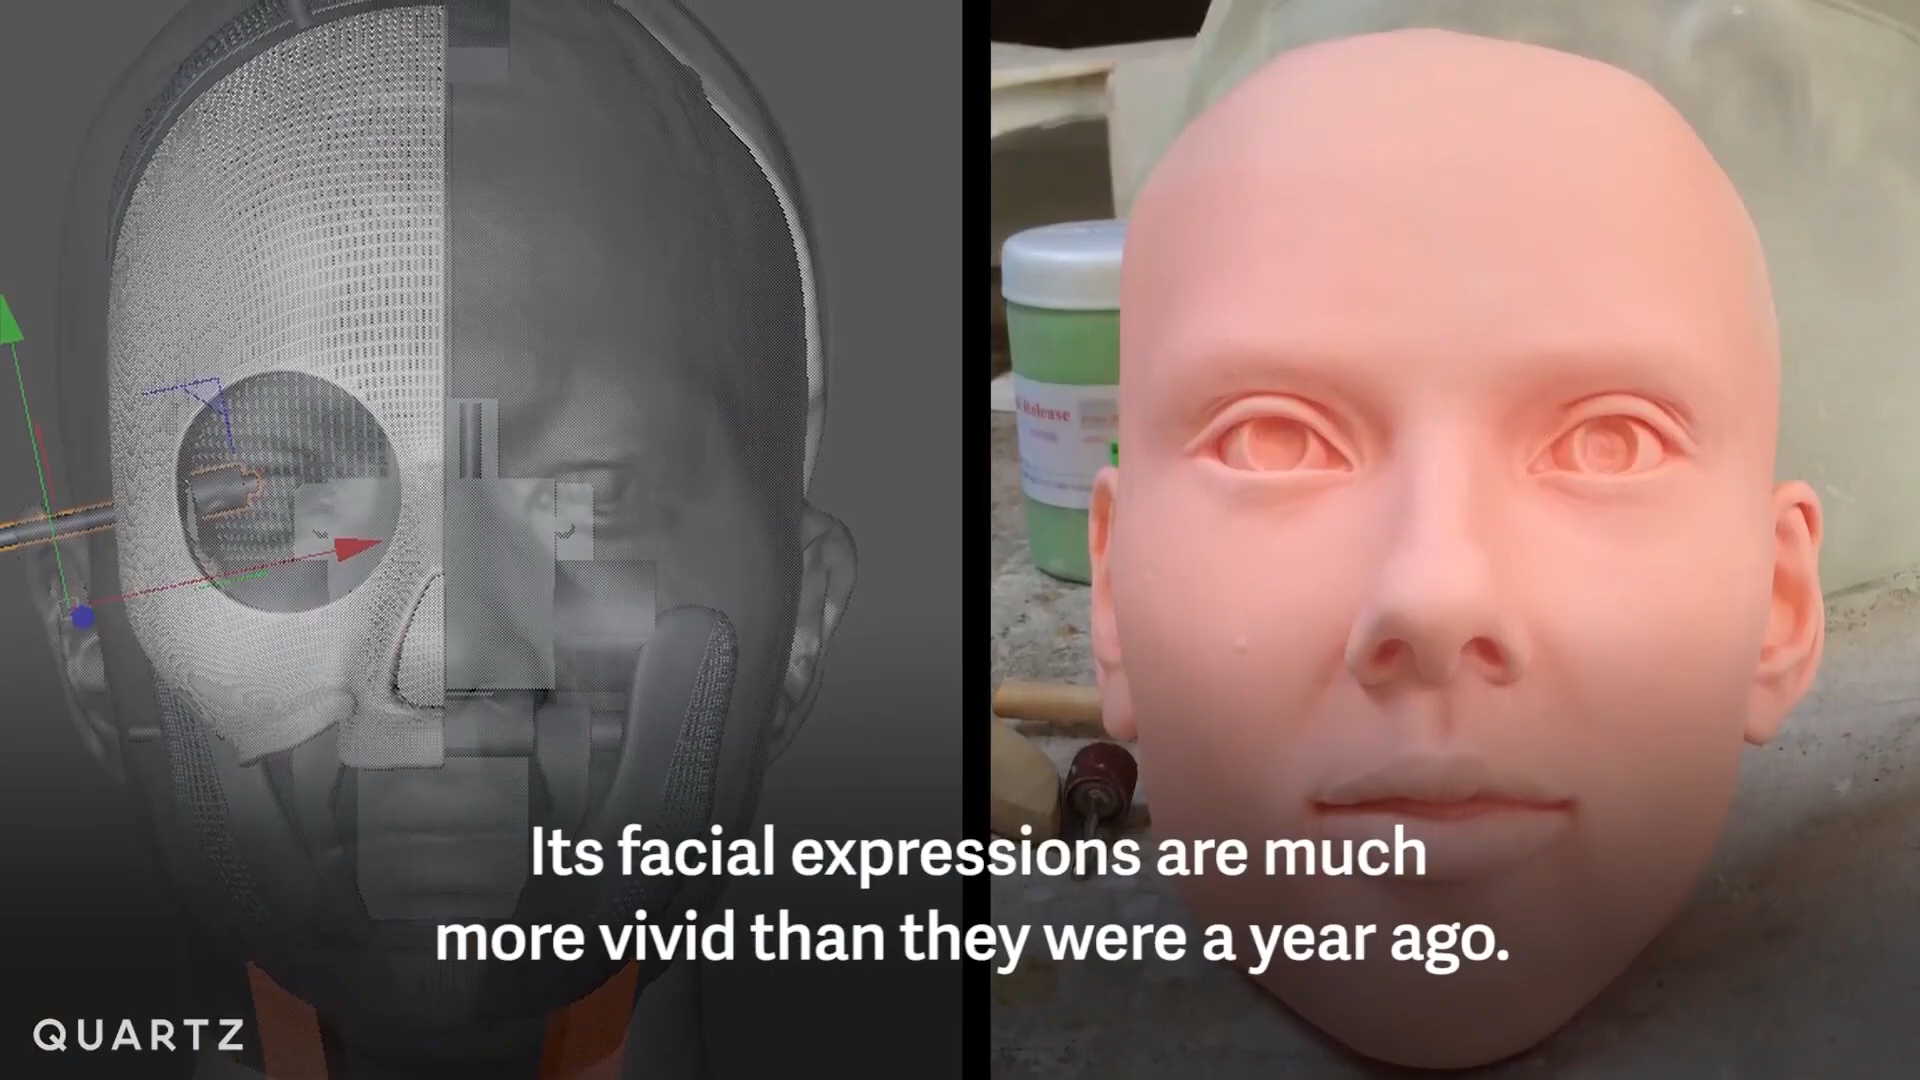 Release
Its facial expressions are much
more vivid than they were a year ago.
QUARTZ